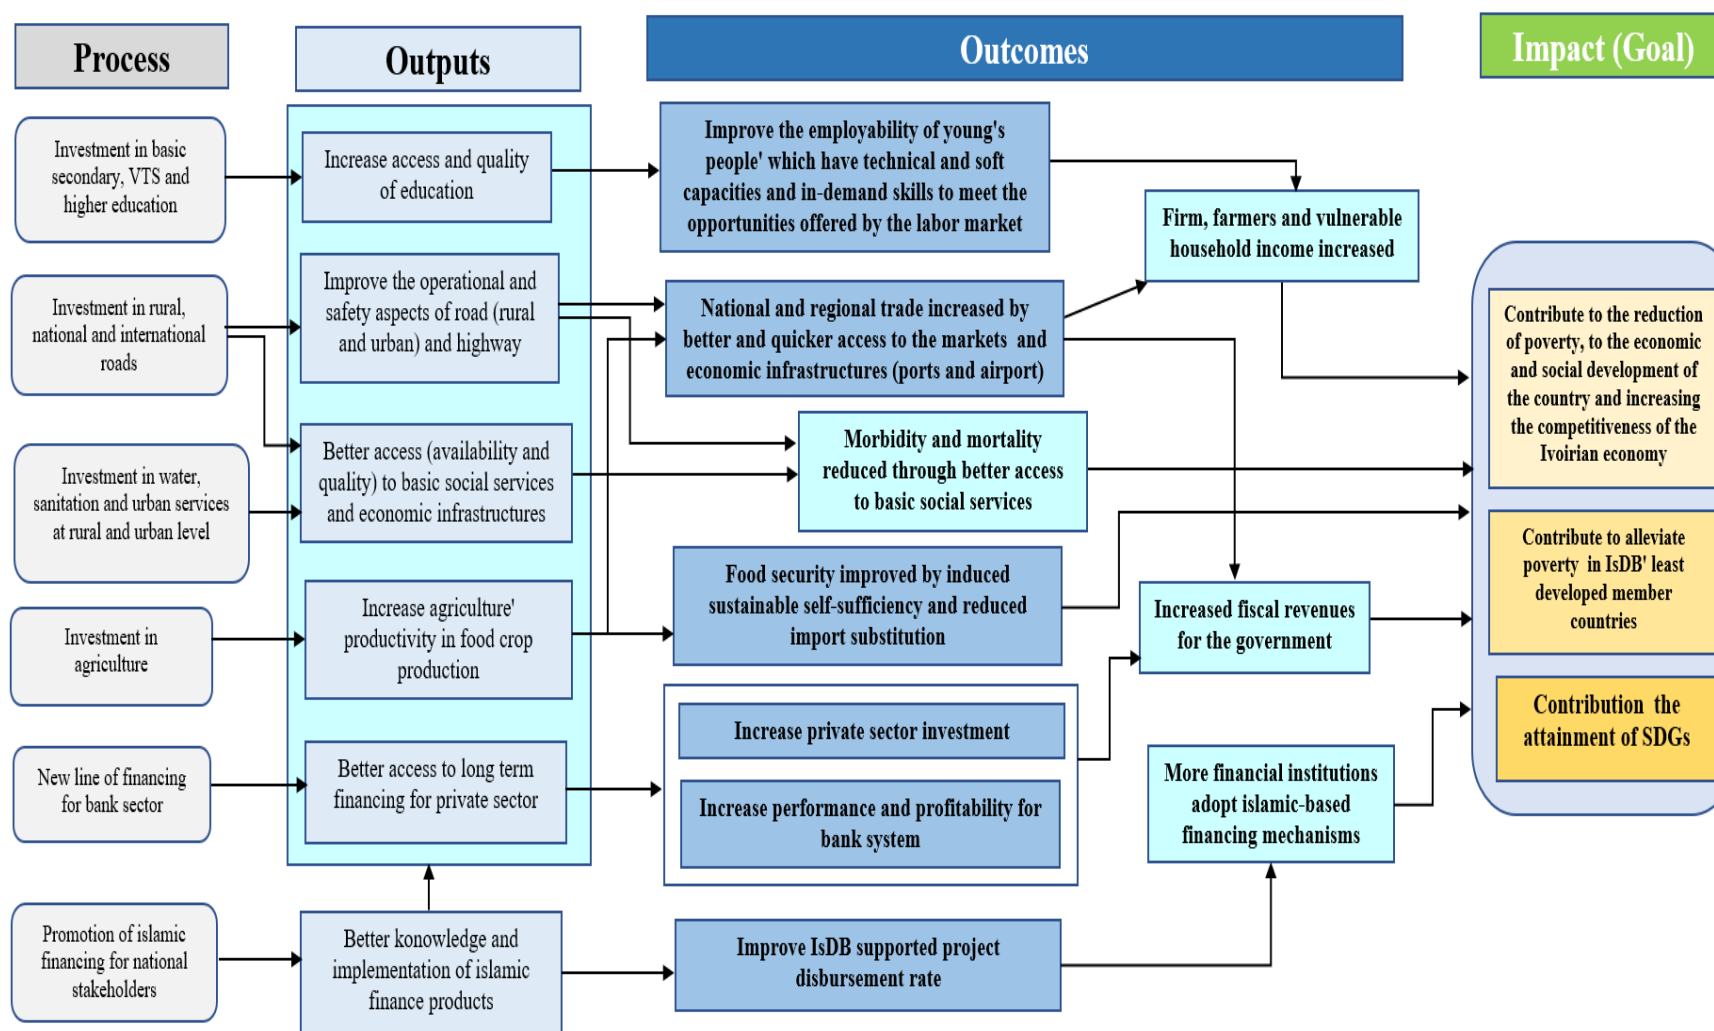 Process
Outputs
Outcomes
Impact (Goal)
Investment in basic
secondary, VTS and
higher education
Investment in rural,
national and international
roads
Investment in water,
sanitation and urban services
at rural and urban level
Investment in
agriculture
New line of financing
for bank sector
Promotion of islamic
financing for national
stakeholders
Increase access and quality
of education
Improve the operational and
safety aspects of road (rural
and urban) and highway
Better access (availability and
quality) to basic social services
and economic infrastructures
Increase agriculture'
productivity in food crop
production
Better access to long term
financing for private sector
Better konowledge and
implementation of islamic
finance products
Improve the employability of young's
people' which have technical and soft
capacities and in-demand skills to meet the
opportunities offered by the labor market
National and regional trade increased by
better and quicker access to the markets and
economic infrastructures (ports and airport)
Morbidity and mortality
reduced through better access
to basic social services
Food security improved by induced
sustainable self-sufficiency and reduced
import substitution
Increase private sector investment
Increase performance and profitability for
bank system
Improve IsDB supported project
disbursement rate
Firm, farmers and vulnerable
household income increased
Increased fiscal revenues
for the government
More financial institutions
adopt islamic-based
financing mechanisms
Contribute to the reduction
of poverty, to the economic
and social development of
the country and increasing
the competitiveness of the
Ivoirian economy
Contribute to alleviate
poverty in IsDB' least
developed member
countries
Contribution the
attainment of SDGs